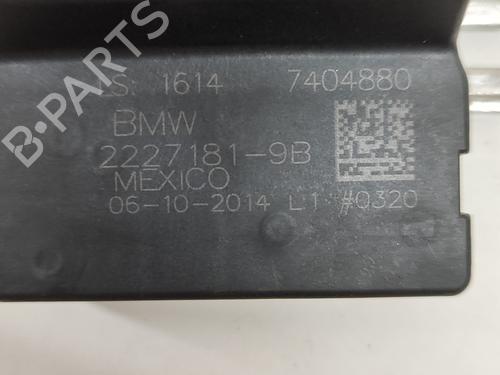 S 1614 7404880
BMW
2227181-9B
MEXICO
06-10-2014 L1 #0320
B-PARTS